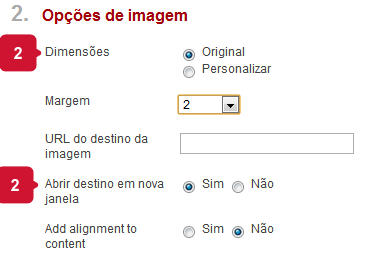 2. Opções de imagem
2 Dimensões Original
Personalizar
Margem 2
URL do destino da
imagem
2 Abrir destino em nova Sim Não
janela
Add alignment to Sim Não
content